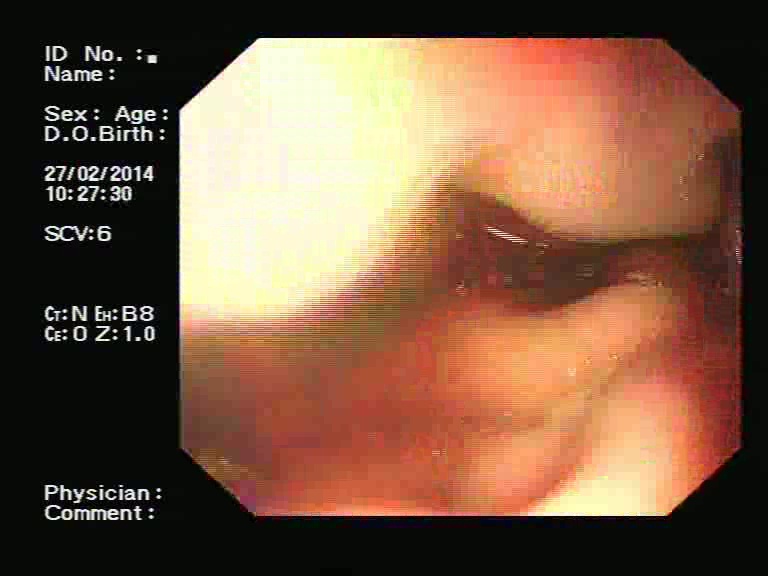 ID No. :
Name:
Sex: Age:
D.O.Birth:
27/02/2014
10:27:30
SCV:6
CT:N EH:B8
CE:0 Z:1.0
Physician:
Comment: